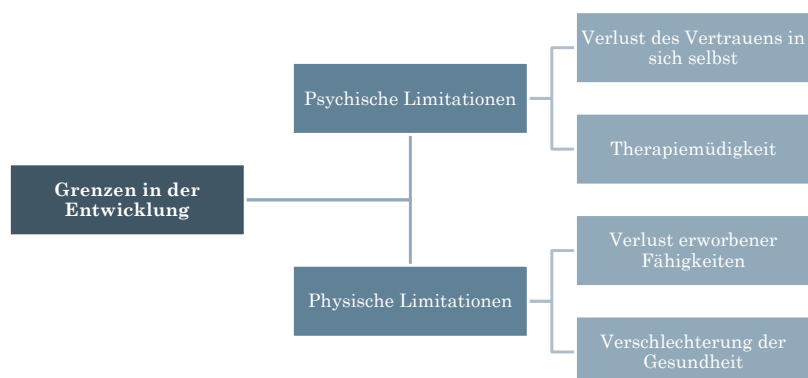 Grenzen in der
Entwicklung
Psychische Limitationen
Verlust des Vertrauens in
sich selbst
Therapiemüdigkeit
Physische Limitationen
Verlust erworbener
Fähigkeiten
Verschlechterung der
Gesundheit